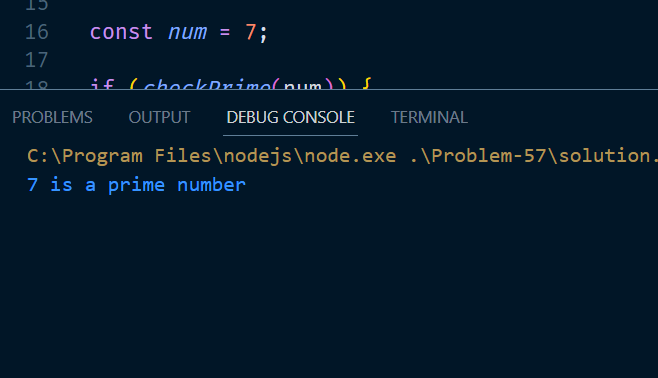 15
16 const num = 7;
17
18 if (checkPrime(num)) {
PROBLEMS OUTPUT DEBUG CONSOLE TERMINAL
C:\Program Files\nodejs\node.exe .\Problem-57\solution.
7 is a prime number